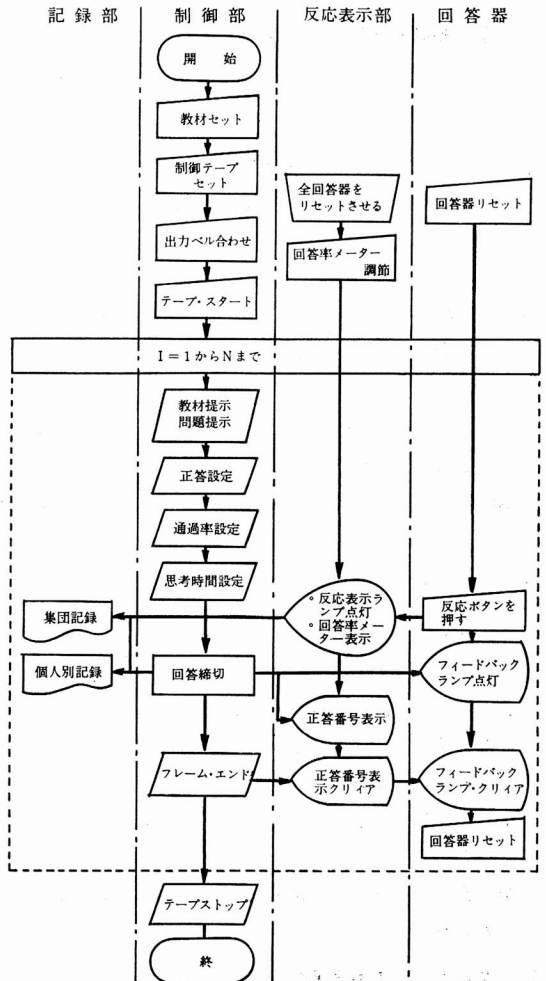 記録部
制御部
反応表示部
回答器
開 始
教材セット
制御テープ
セット
出力ベル合わせ
テープ・スタート
全回答器を
リセットさせる
回答率メーター
調節
回答器リセット
I=1からNまで
教材提示
問題提示
正答設定
通過率設定
思考時間設定
。反応表示ラ
ンプ点灯
。回答率メー
ター表示
反応ボタンを
押す
集団記録
個人別記録
回答締切
フィードバック
ランプ点灯
正答番号表示
フレーム・エンド
正答番号表
示クリィア
フィードバック
ランプ・クリィア
回答器リセット
テープストップ
終